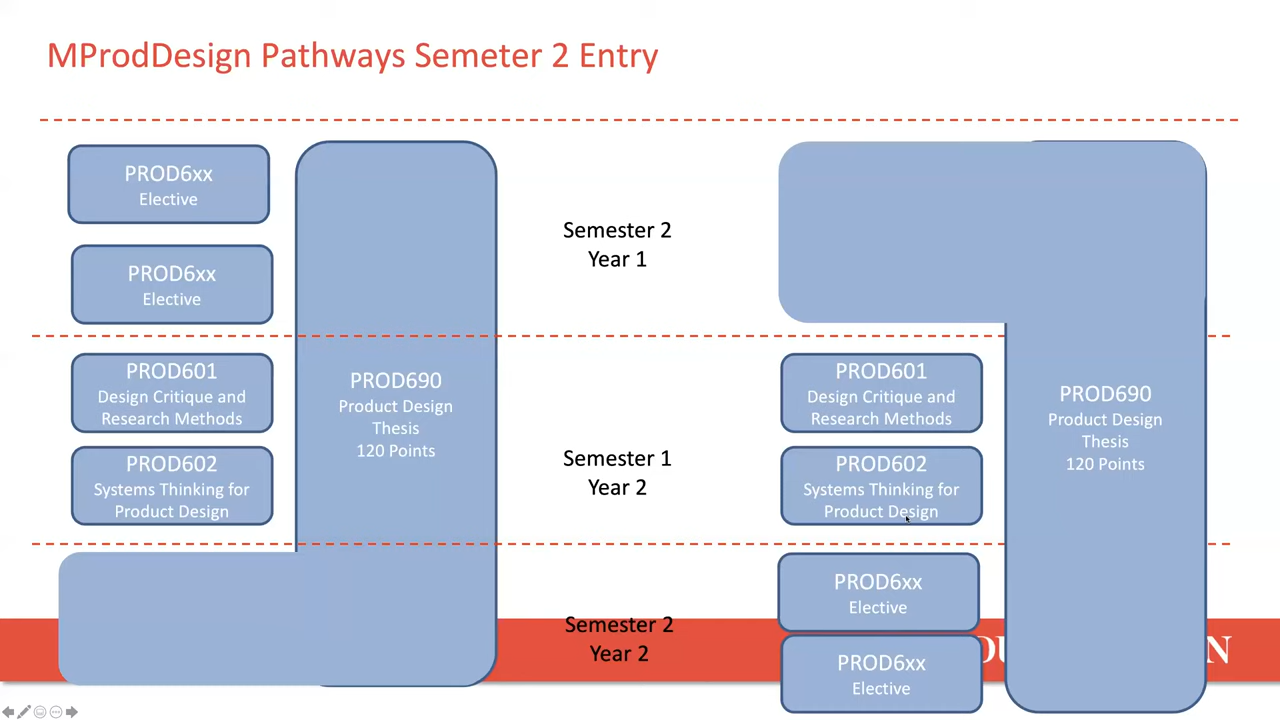 MProdDesign Pathways Semeter 2 Entry
PROD6xx
Elective
PROD6xx
Elective
PROD601
Design Critique and
Research Methods
PROD602
Systems Thinking for
Product Design
PROD690
Product Design
Thesis
120 Points
Semester 2
Year 1
Semester 1
Year 2
Semester 2
Year 2
PROD601
Design Critique and
Research Methods
PROD602
Systems Thinking for
Product Design
PROD6xx
Elective
PROD6xx
Elective
PROD690
Product Design
Thesis
120 Points